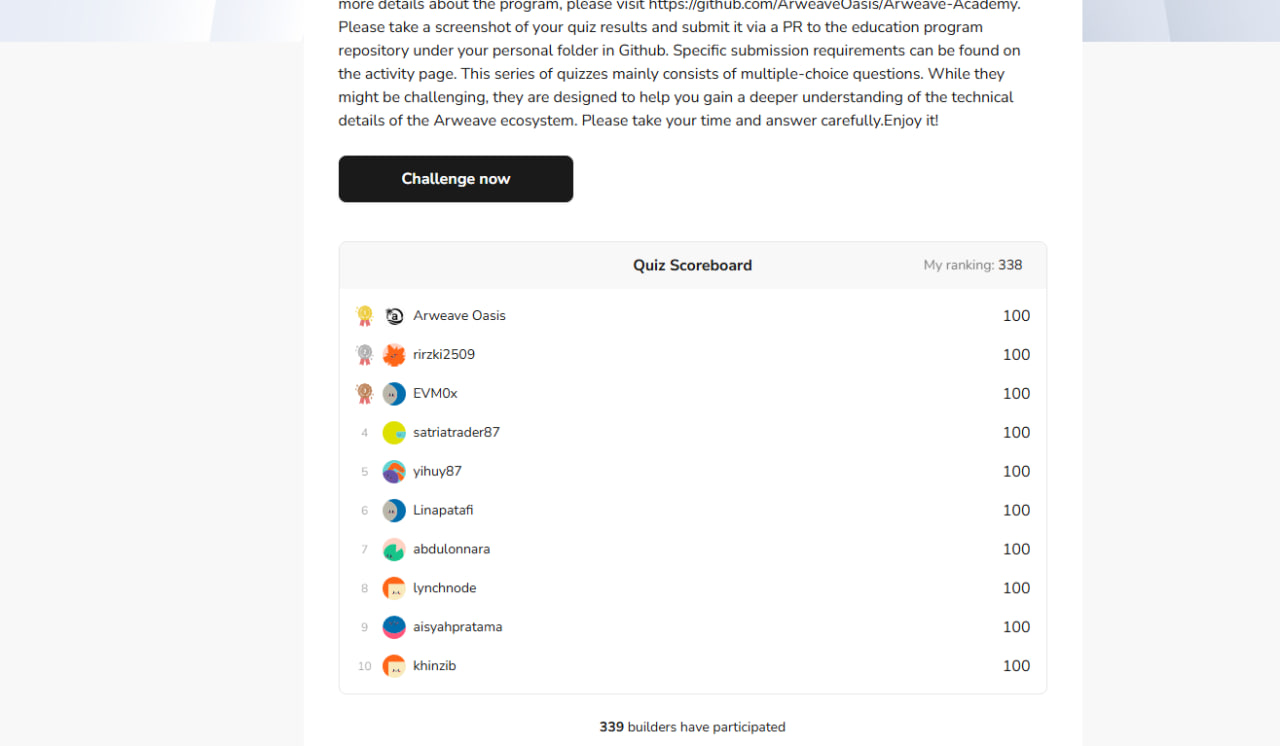 more details about the program, please visit https://github.com/ArweaveOasis/Arweave-Academy.
Please take a screenshot of your quiz results and submit it via a PR to the education program
repository under your personal folder in Github. Specific submission requirements can be found on
the activity page. This series of quizzes mainly consists of multiple-choice questions. While they
might be challenging, they are designed to help you gain a deeper understanding of the technical
details of the Arweave ecosystem. Please take your time and answer carefully.Enjoy it!
Challenge now
Quiz Scoreboard My ranking: 338
Arweave Oasis 100
rirzki2509 100
EVM0x 100
4 satriatrader87 100
5 yihuy87 100
6 Linapatafi 100
7 abdulonnara 100
8 lynchnode 100
9 aisyahpratama 100
10 khinzib 100
339 builders have participated